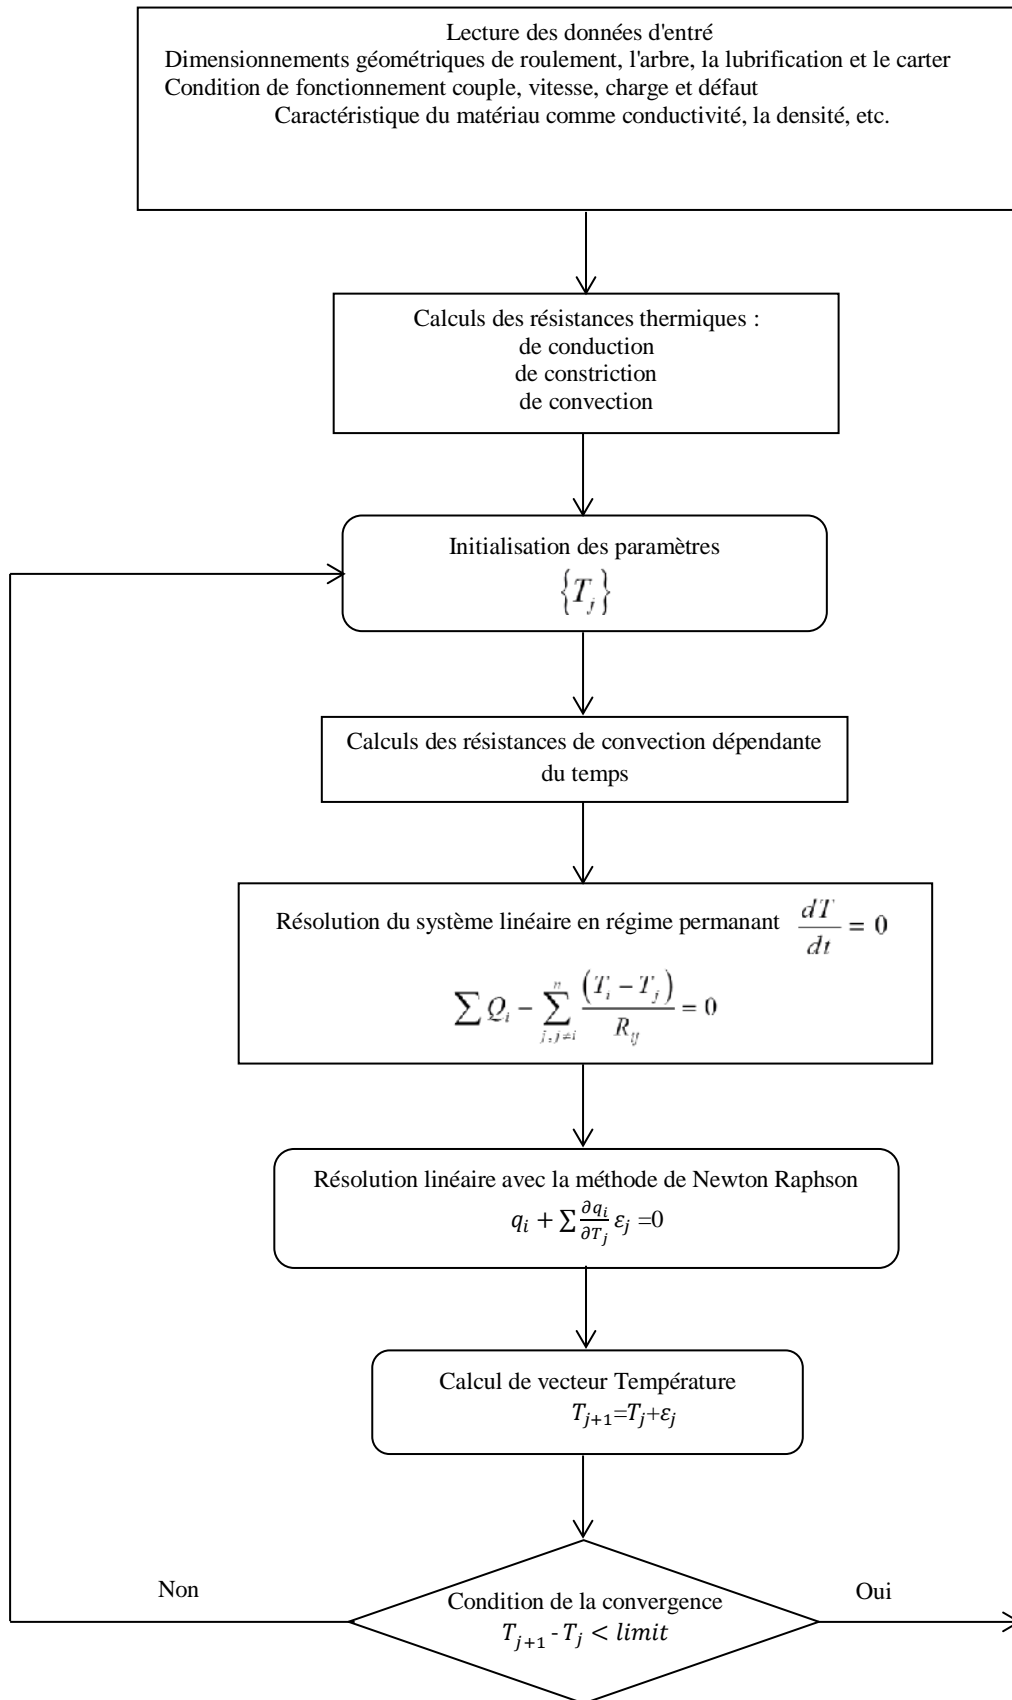 Lecture des données d'entré
Dimensionnements géométriques de roulement, l'arbre, la lubrification et le carter
Condition de fonctionnement couple, vitesse, charge et défaut
Caractéristique du matériau comme conductivité, la densité, etc.
Calculs des résistances thermiques :
de conduction
de constriction
de convection
Initialisation des paramètres
{T_j}
Calculs des résistances de convection dépendante
du temps
Résolution du système linéaire en régime permanant dT/dt = 0
∑ Q_i − ∑_{j,j≠i}^{n} (T_i − T_j)/R_ij = 0
Résolution linéaire avec la méthode de Newton Raphson
q_i + ∑ ∂q_i/∂T_j ε_j =0
Calcul de vecteur Température
T_{j+1}=T_j+ε_j
Non
Oui
Condition de la convergence
T_{j+1} - T_j < limit